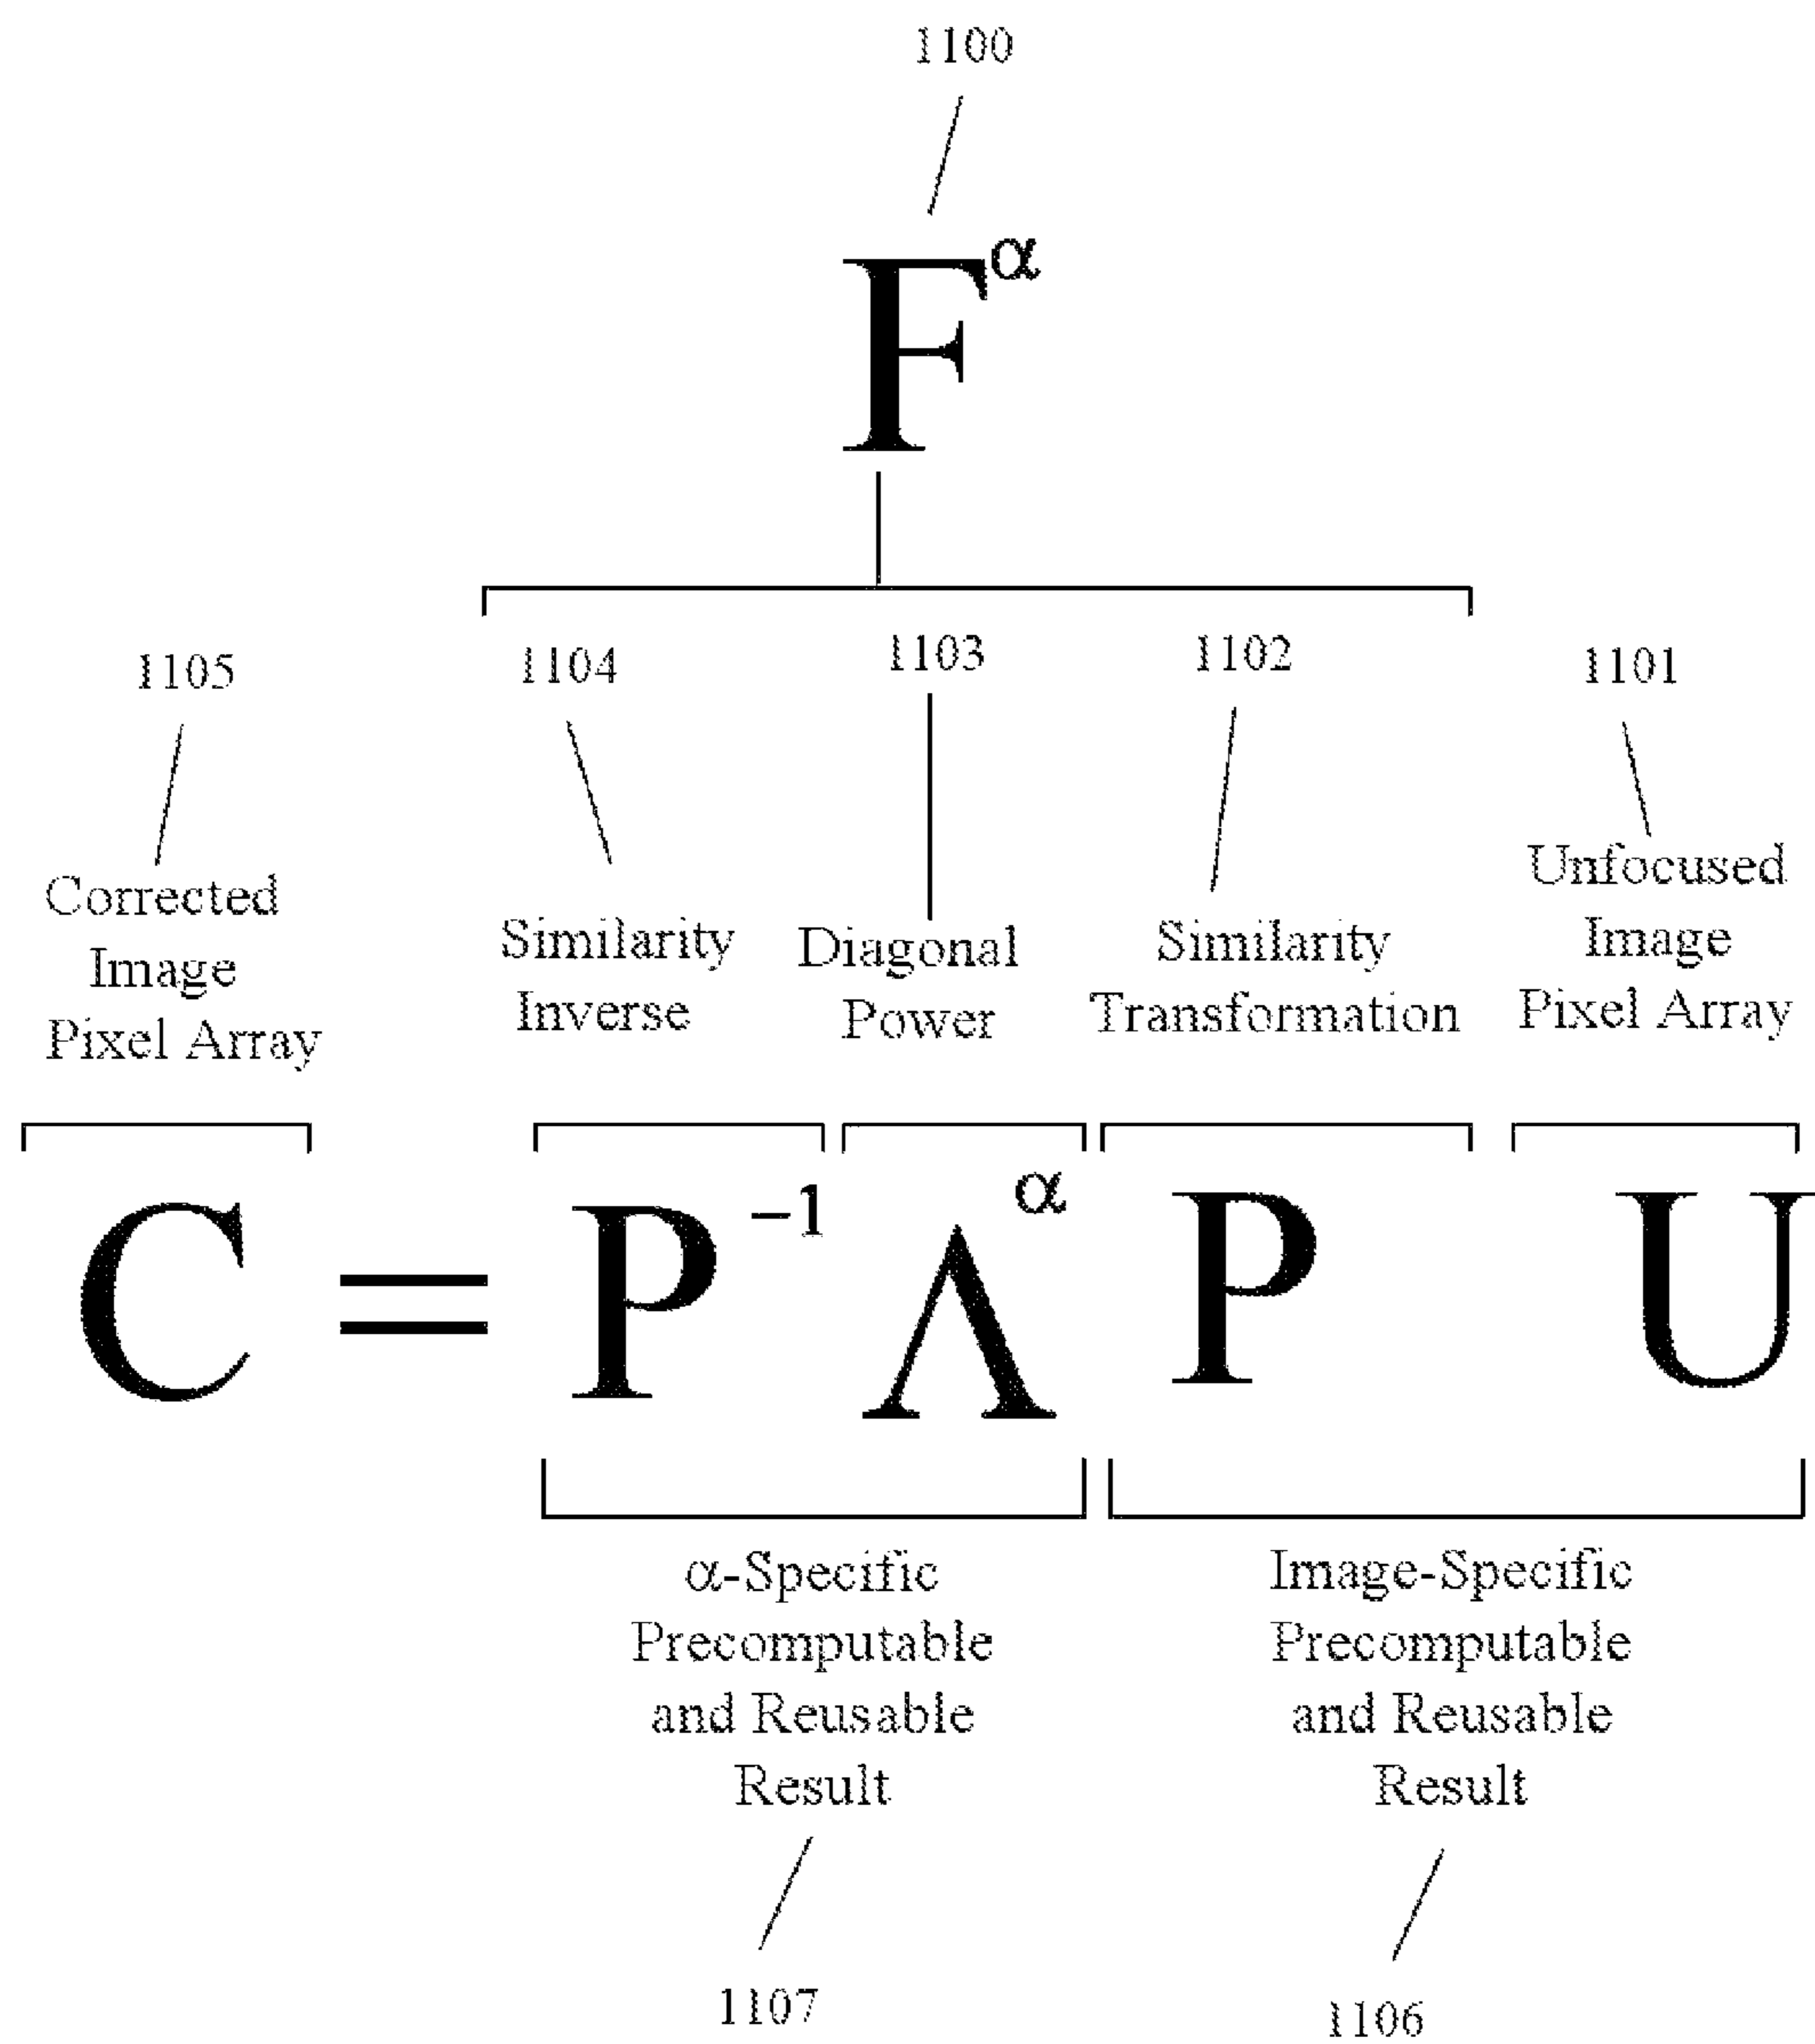 1100
F^α
1105 1104 1103 1102 1101
Corrected
Image
Pixel Array
Similarity
Inverse
Diagonal
Power
Similarity
Transformation
Unfocused
Image
Pixel Array
C = P^–1 Λ^α P U
α-Specific
Precomputable
and Reusable
Result
Image-Specific
Precomputable
and Reusable
Result
1107 1106